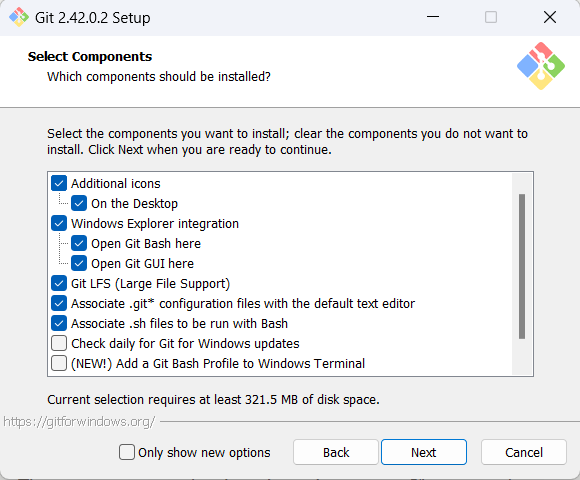 Git 2.42.0.2 Setup
Select Components
Which components should be installed?
Select the components you want to install; clear the components you do not want to
install. Click Next when you are ready to continue.
Additional icons
On the Desktop
Windows Explorer integration
Open Git Bash here
Open Git GUI here
Git LFS (Large File Support)
Associate .git* configuration files with the default text editor
Associate .sh files to be run with Bash
Check daily for Git for Windows updates
(NEW!) Add a Git Bash Profile to Windows Terminal
Current selection requires at least 321.5 MB of disk space.
https://gitforwindows.org/
Only show new options
Back
Next
Cancel